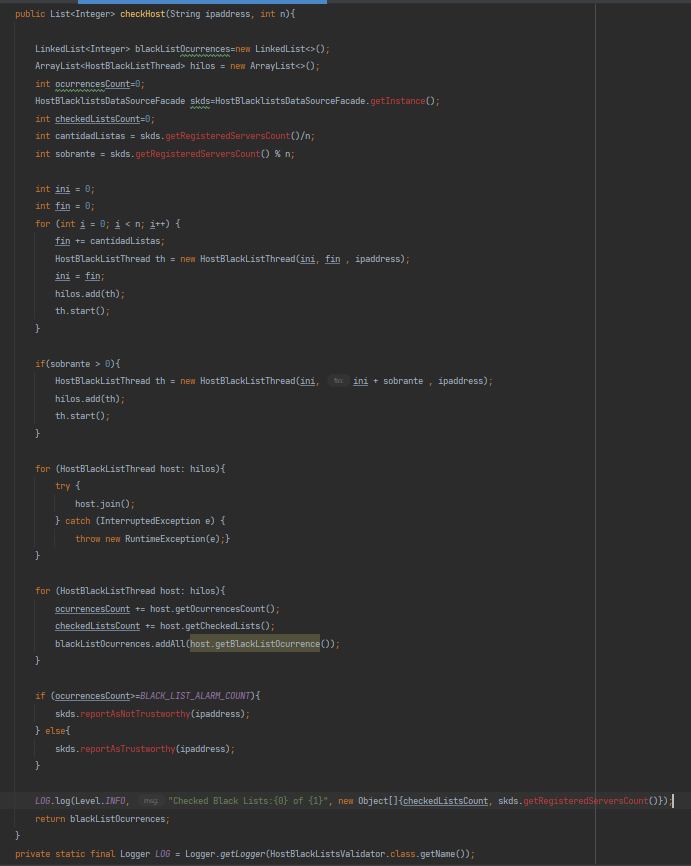 public List<Integer> checkHost(String ipaddress, int n){
LinkedList<Integer> blackListOcurrences=new LinkedList<>();
ArrayList<HostBlackListThread> hilos = new ArrayList<>();
int ocurrencesCount=0;
HostBlacklistsDataSourceFacade skds=HostBlacklistsDataSourceFacade.getInstance();
int checkedListsCount=0;
int cantidadListas = skds.getRegisteredServersCount()/n;
int sobrante = skds.getRegisteredServersCount() % n;
int ini = 0;
int fin = 0;
for (int i = 0; i < n; i++) {
fin += cantidadListas;
HostBlackListThread th = new HostBlackListThread(ini, fin , ipaddress);
ini = fin;
hilos.add(th);
th.start();
}
if(sobrante > 0){
HostBlackListThread th = new HostBlackListThread(ini, fin: ini + sobrante , ipaddress);
hilos.add(th);
th.start();
}
for (HostBlackListThread host: hilos){
try {
host.join();
} catch (InterruptedException e) {
throw new RuntimeException(e);}
}
for (HostBlackListThread host: hilos){
ocurrencesCount += host.getOcurrencesCount();
checkedListsCount += host.getCheckedLists();
blackListOcurrences.addAll(host.getBlackListOcurrence());
}
if (ocurrencesCount>=BLACK_LIST_ALARM_COUNT){
skds.reportAsNotTrustworthy(ipaddress);
} else{
skds.reportAsTrustworthy(ipaddress);
}
LOG.log(Level.INFO, msg: "Checked Black Lists:{0} of {1}", new Object[]{checkedListsCount, skds.getRegisteredServersCount()});
return blackListOcurrences;
}
private static final Logger LOG = Logger.getLogger(HostBlackListsValidator.class.getName());